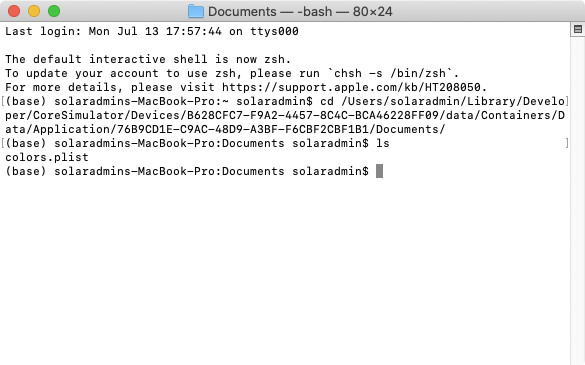 Documents — -bash — 80×24
Last login: Mon Jul 13 17:57:44 on ttys000
The default interactive shell is now zsh.
To update your account to use zsh, please run `chsh -s /bin/zsh`.
For more details, please visit https://support.apple.com/kb/HT208050.
[(base) solaradmins-MacBook-Pro:~ solaradmin$ cd /Users/solaradmin/Library/Develo]
per/CoreSimulator/Devices/B628CFC7-F9A2-4457-8C4C-BCA46228FF09/data/Containers/D
ata/Application/76B9CD1E-C9AC-48D9-A3BF-F6CBF2CBF1B1/Documents/
[(base) solaradmins-MacBook-Pro:Documents solaradmin$ ls ]
colors.plist
(base) solaradmins-MacBook-Pro:Documents solaradmin$